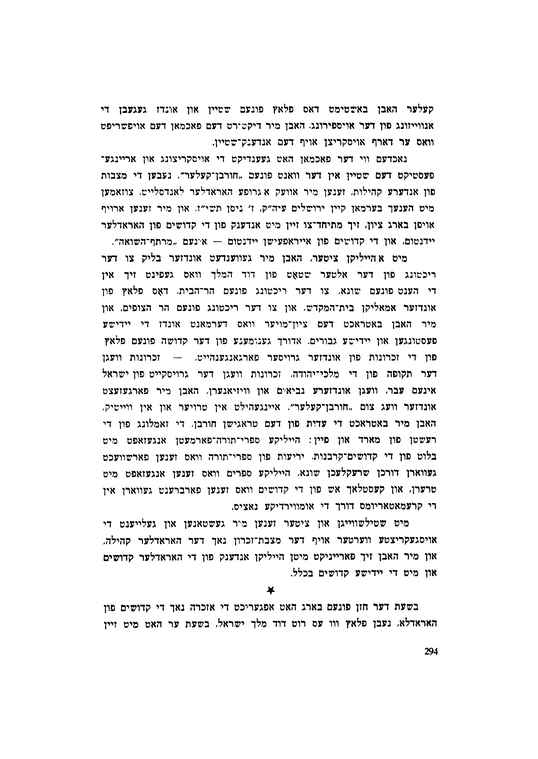 קעלער האבן באשטימט דאס פלאץ פונעם שטיין און אונדז געגעבן די
אנווייזונג פון דער אויספירונג. האבן מיר דיקטירט דעם פאכמאן דעם אויפשריפט
וואס ער דארף אויסקריצן אויף דעם אנדענק־שטיין.
נאכדעם ווי דער פאכמאן האט געענדיקט די אויסקריצונג און אריינגע־
פעסטיקט דעם שטיין אין דער וואנט פונעם „חורבן־קעלער”, נעבען די מצבות
פון אנדערע קהילות, זענען מיר אוועק א גרופע האראדלער לאנדסלייט, צוזאמען
מיט הענעך בערמאן קיין ירושלים עיה״ק, ז׳ ניסן תשי״ז. און מיר זענען ארויף
אויפן בארג ציון, זיך מתיחד־צו זיין מיט אנדענק פון די קדושים פון האראדלער
יידנטום, און די קדושים פון אייראפעישן יידנטום — אינעם „מרתף־השואה”.
מיט א הייליקן ציטער, האבן מיר געווענדעט אונדזער בליק צו דער
ריכטונג פון דער אלטער שטאט פון דוד המלך וואס געפינט זיך אין
די הענט פונעם שונא, צו דער ריכטונג פונעם הר־הבית, דאס פלאץ פון
אונדזער אמאליקן בית־המקדש, און צו דער ריכטונג פונעם הר הצופים, און
מיר האבן באטראכט דעם ציון־מויער וואס דערמאנט אונדז די יידישע
פעסטונגען און יידישע גבורים. אדורך גענומענע פון דער קדושה פונעם פלאץ
פון די זכרונות פון אונדזער גרויסער פארגאנגענהייט, — זכרונות וועגן
דער תקופה פון די מלכי־יהודה, זכרונות וועגן דער גרויסקייט פון ישראל
אינעם עבר, וועגן אונדזערע נביאים און וויזיאנערן, האבן מיר פארגעזעצט
אונדזער וועג צום „חורבן־קעלער”. איינגעהילט אין טרויער און אין ווייטיק,
האבן מיר באטראכט די עדית פון דעם טראגישן חורבן, די זאמלונג פון די
רעשטן פון מארד און פיין: הייליקע ספרי־תורה־פארמעטן אנגעזאפט מיט
בלוט פון די קדושים־קרבנות. יריעות פון ספרי־תורה וואס זענען פארשוועכט
געווארן דורכן שרעקלעכן שונא, הייליקע ספרים וואס זענען אנגעזאפט מיט
טרערן, און קעסטלאך אש פון די קדושים וואס זענען פארברענט געווארן אין
די קרעמאטאריומס דורך די אומווירדיקע נאציס.
מיט שטילשווייגן און ציטער זענען מיר געשטאנען און געלייענט די
אויסגעקריצטע ווערטער אויף דער מצבת־זכרון נאך דער האראדלער קהילה,
און מיר האבן זיך פארייניקט מיטן הייליקן אנדענק פון די האראדלער קדושים
און מיט די יידישע קדושים בכלל.
★
בשעת דער חזן פונעם בארג האט אפגעריכט די אזכרה נאך די קדושים פון
האראדלא, נעבן פלאץ ווו עס רוט דוד מלך ישראל, בשעת ער האט מיט זיין
294